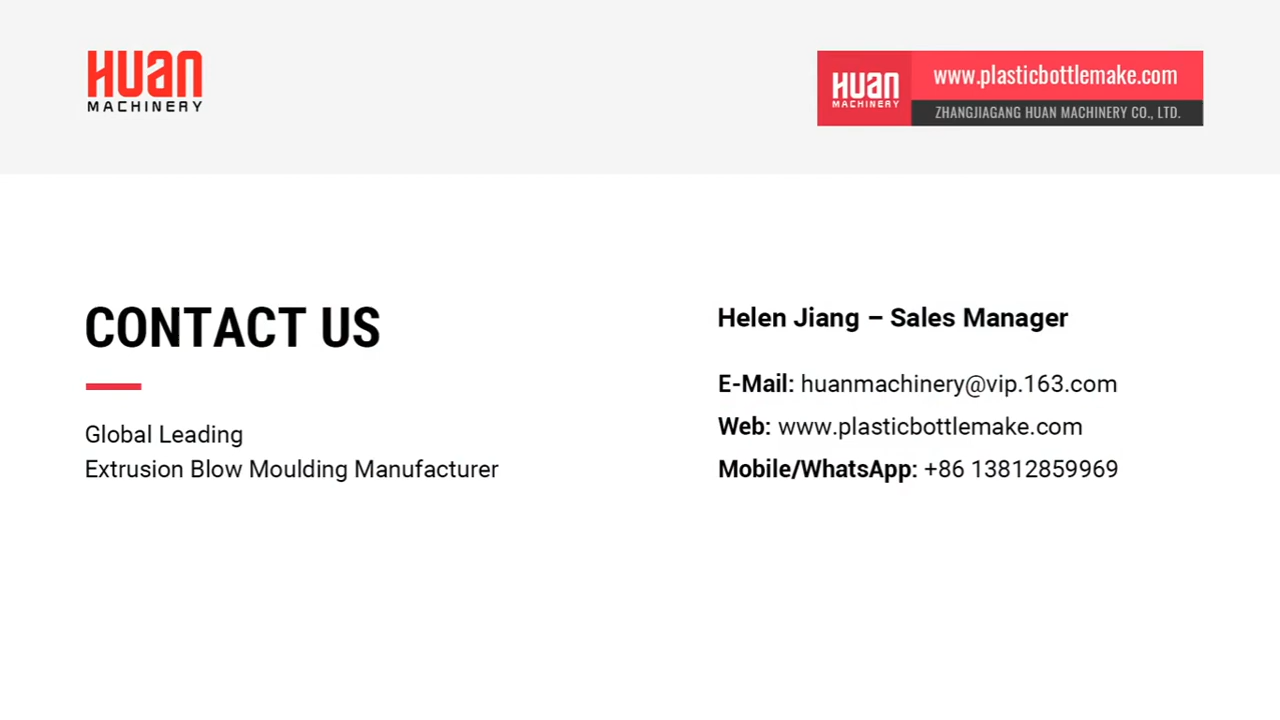 HUAN
MACHINERY
HUAN
MACHINERY
www.plasticbottlemake.com
ZHANGJIAGANG HUAN MACHINERY CO., LTD.
CONTACT US
Global Leading
Extrusion Blow Moulding Manufacturer
Helen Jiang – Sales Manager
E-Mail: huanmachinery@vip.163.com
Web: www.plasticbottlemake.com
Mobile/WhatsApp: +86 13812859969